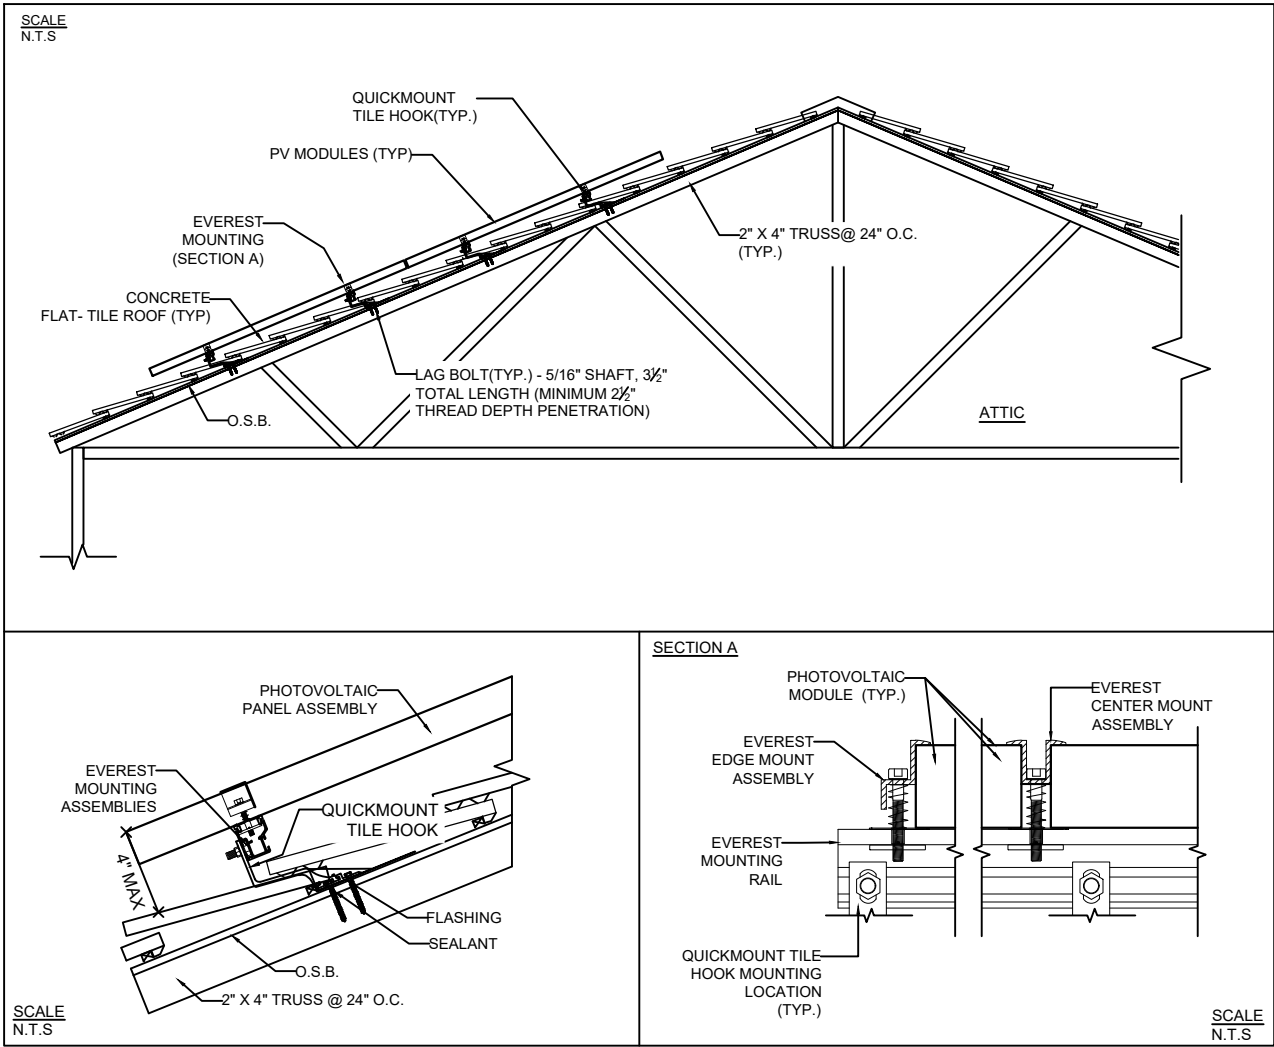 SCALE
N.T.S
QUICKMOUNT
TILE HOOK(TYP.)
PV MODULES (TYP)
EVEREST
MOUNTING
(SECTION A)
2" X 4" TRUSS@ 24" O.C.
(TYP.)
CONCRETE
FLAT- TILE ROOF (TYP)
LAG BOLT(TYP.) - 5/16" SHAFT, 3½"
TOTAL LENGTH (MINIMUM 2½"
THREAD DEPTH PENETRATION)
O.S.B.
ATTIC
PHOTOVOLTAIC
PANEL ASSEMBLY
EVEREST
MOUNTING
ASSEMBLIES
QUICKMOUNT
TILE HOOK
4" MAX
FLASHING
SEALANT
O.S.B.
2" X 4" TRUSS @ 24" O.C.
SCALE
N.T.S
SECTION A
PHOTOVOLTAIC
MODULE (TYP.)
EVEREST
CENTER MOUNT
ASSEMBLY
EVEREST
EDGE MOUNT
ASSEMBLY
EVEREST
MOUNTING
RAIL
QUICKMOUNT TILE
HOOK MOUNTING
LOCATION
(TYP.)
SCALE
N.T.S